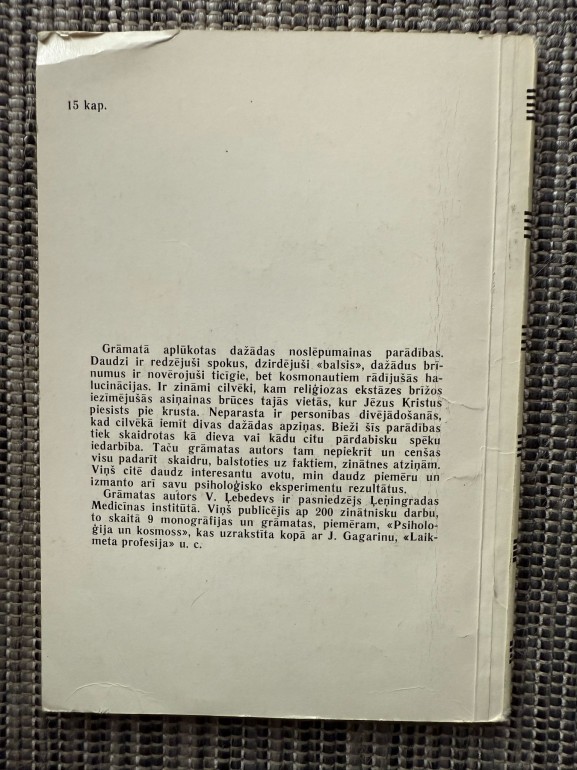 15 kap.
Grāmatā aplūkotas dažādas noslēpumainas parādības.
Daudzi ir redzējuši spokus, dzirdējuši «balsis», dažādus brī-
numus ir novērojuši ticīgie, bet kosmonautiem rādījušās ha-
lucinācijas. Ir zināmi cilvēki, kam reliģiozas ekstāzes brīžos
iezīmējušās asiņainas brūces tajās vietās, kur Jēzus Kristus
piesists pie krusta. Neparasta ir personības divējādošanās,
kad cilvēkā iemīt divas dažādas apziņas. Bieži šīs parādības
tiek skaidrotas kā dieva vai kādu citu pārdabisku spēku
iedarbība. Taču grāmatas autors tam nepiekrīt un cenšas
visu padarīt skaidru, balstoties uz faktiem, zinātnes atziņām.
Viņš citē daudz interesantu avotu, min daudz piemēru un
izmanto arī savu psiholoģisko eksperimentu rezultātus.
Grāmatas autors V. Ļebedevs ir pasniedzējs Ļeņingradas
Medicīnas institūtā. Viņš publicējis ap 200 zinātnisku darbu,
to skaitā 9 monogrāfijas un grāmatas, piemēram, «Psiholo-
ģija un kosmoss», kas uzrakstīta kopā ar J. Gagarinu, «Laik-
meta profesija» u. c.